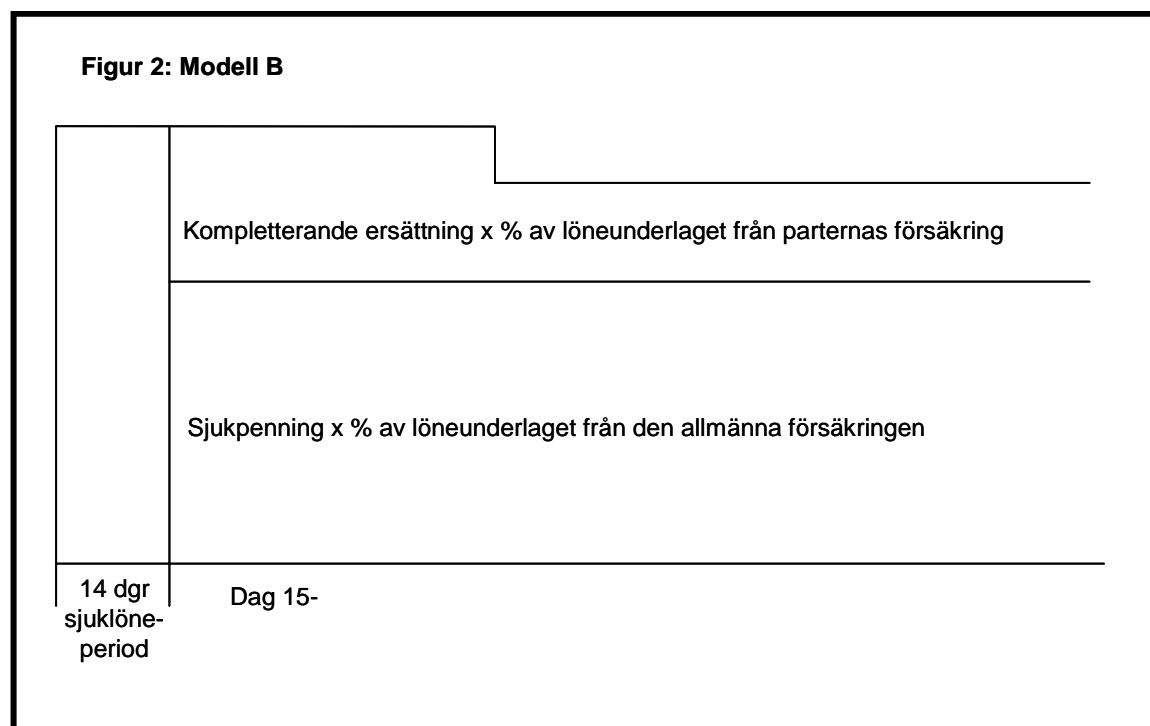 Figur 2: Modell B
Kompletterande ersättning x % av löneunderlaget från parternas försäkring
Sjukpenning x % av löneunderlaget från den allmänna försäkringen
14 dgr
sjuklöne-
period
Dag 15-